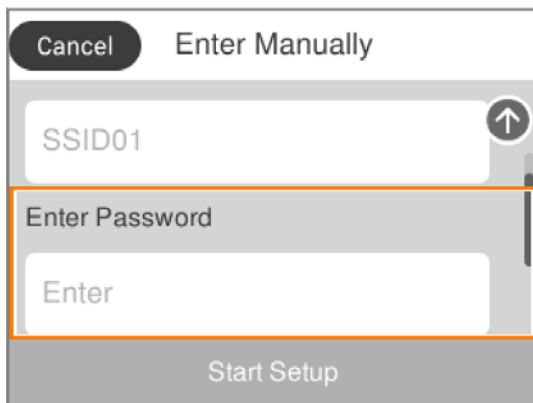 Cancel Enter Manually
SSID01
Enter Password
Enter
Start Setup